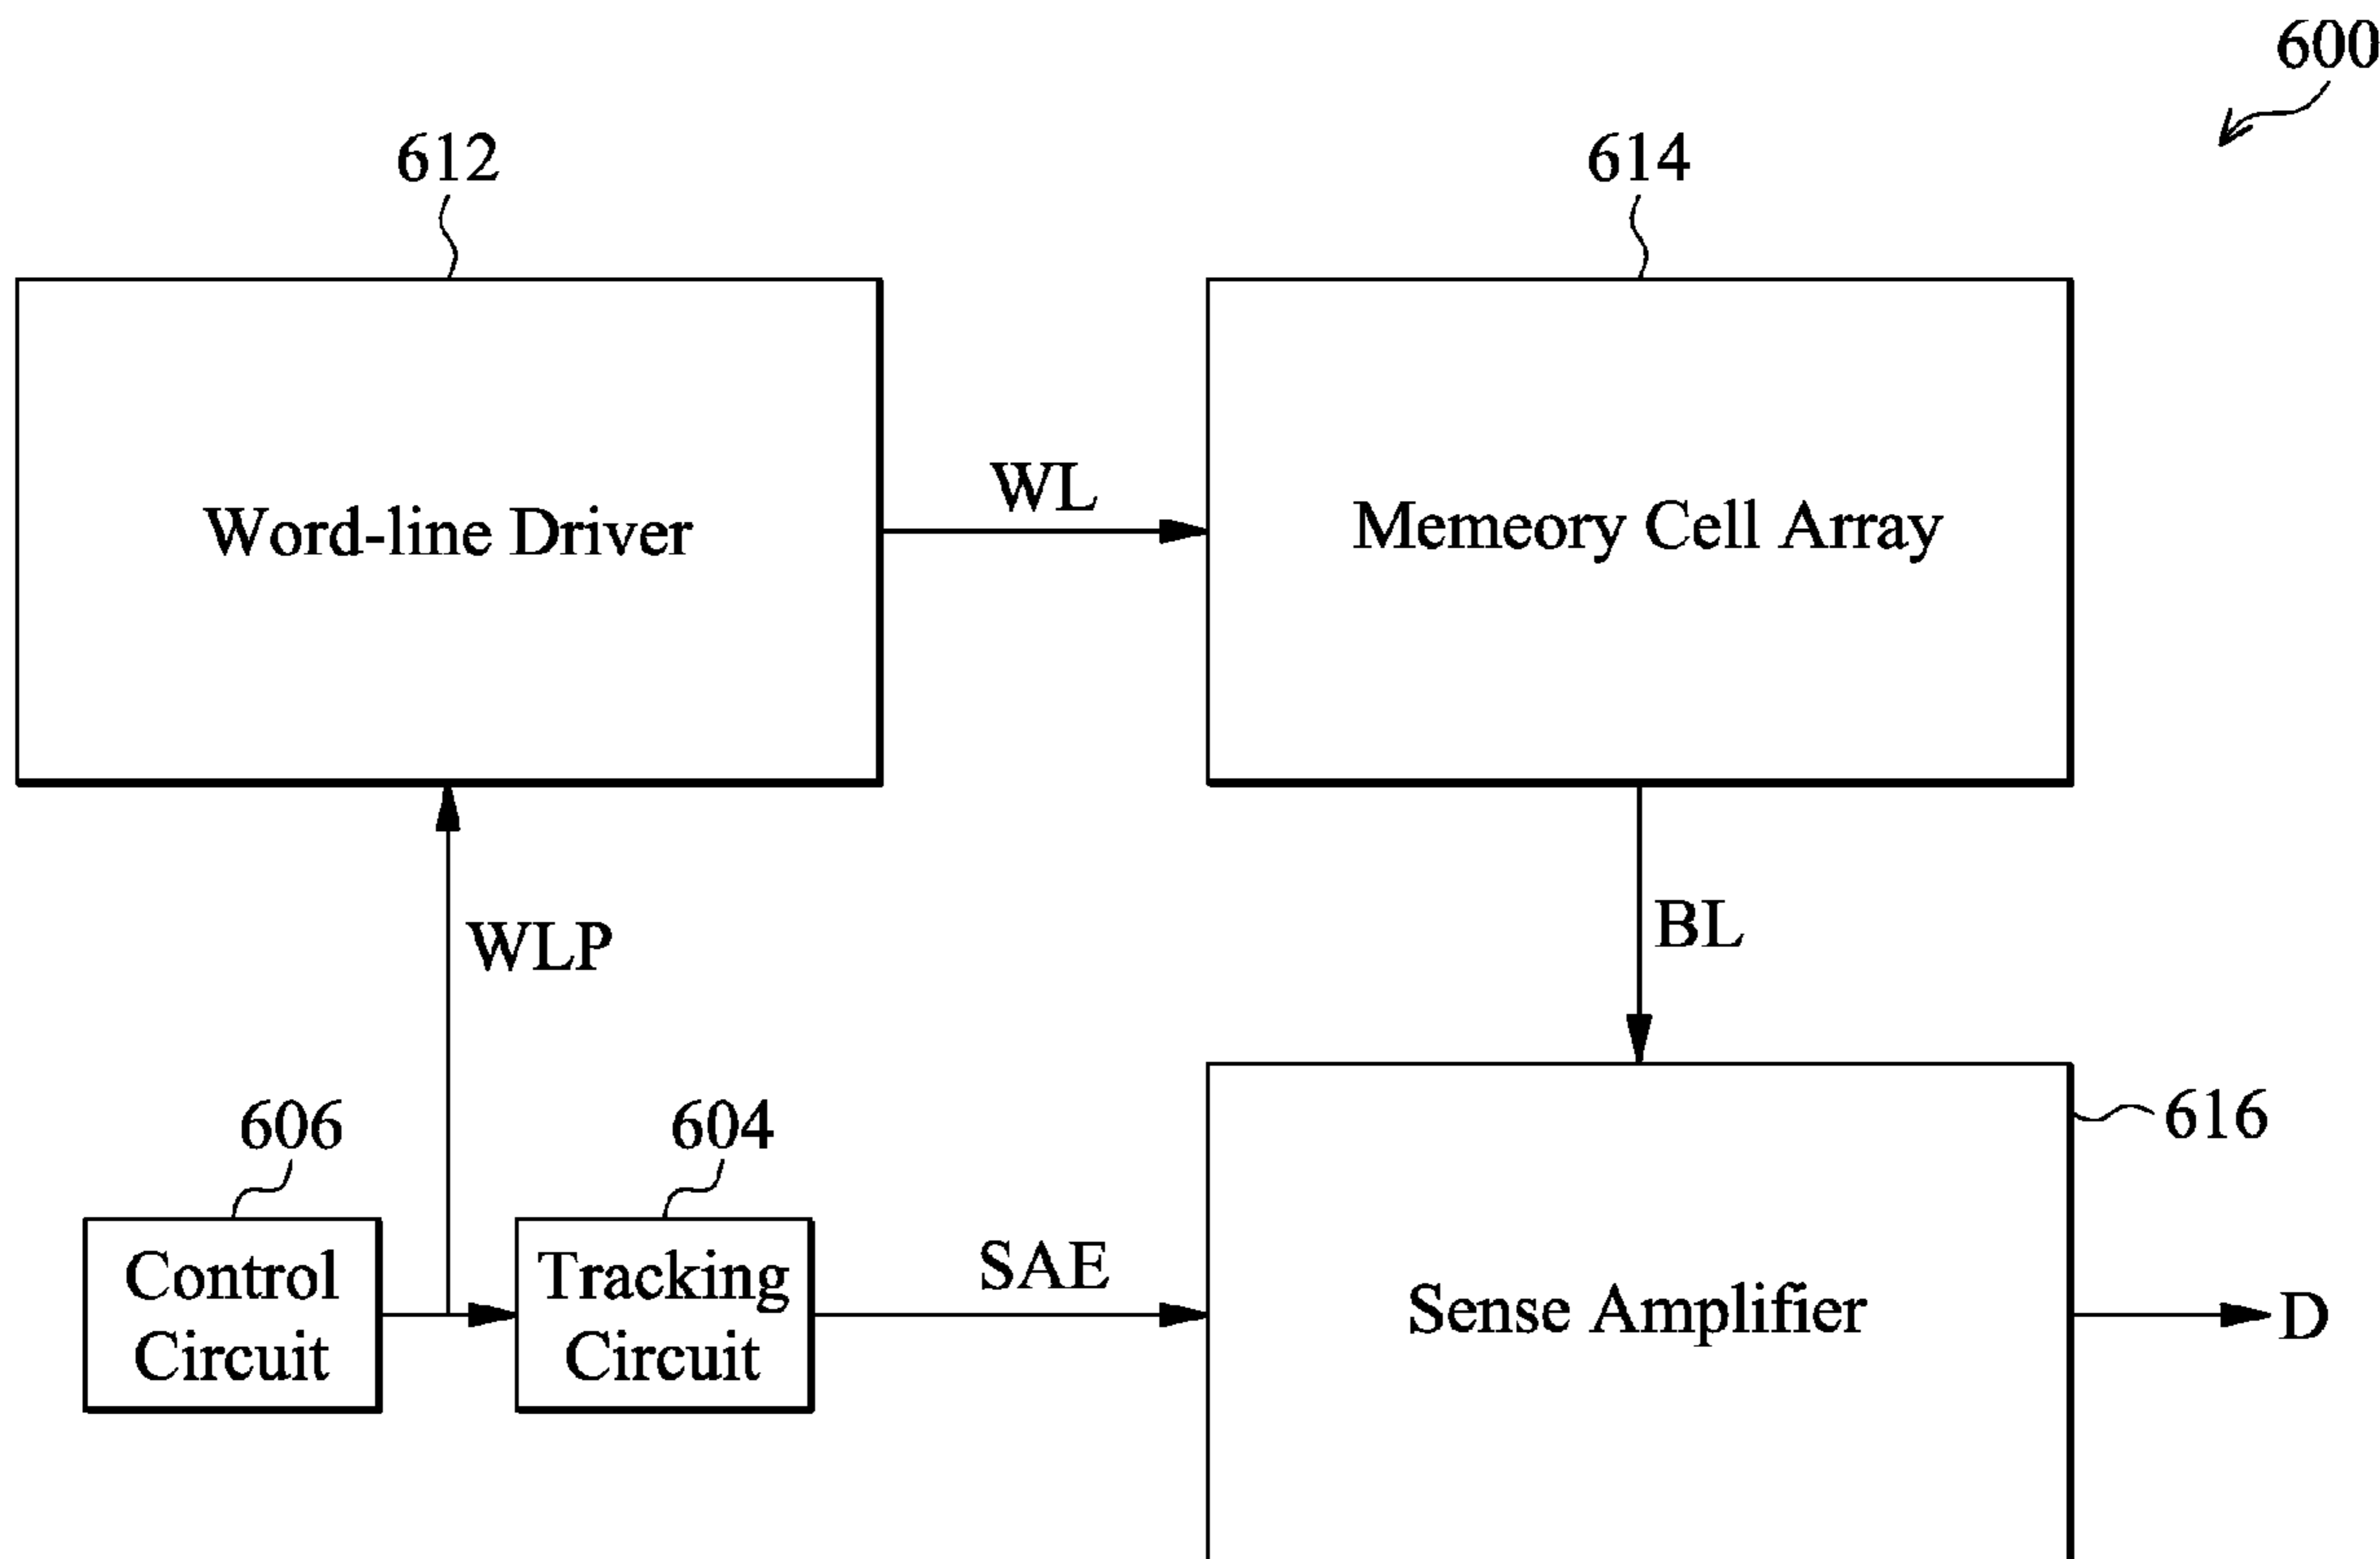 600
612
614
Word-line Driver
WL
Memeory Cell Array
WLP
BL
606
604
616
Control
Circuit
Tracking
Circuit
SAE
Sense Amplifier
D